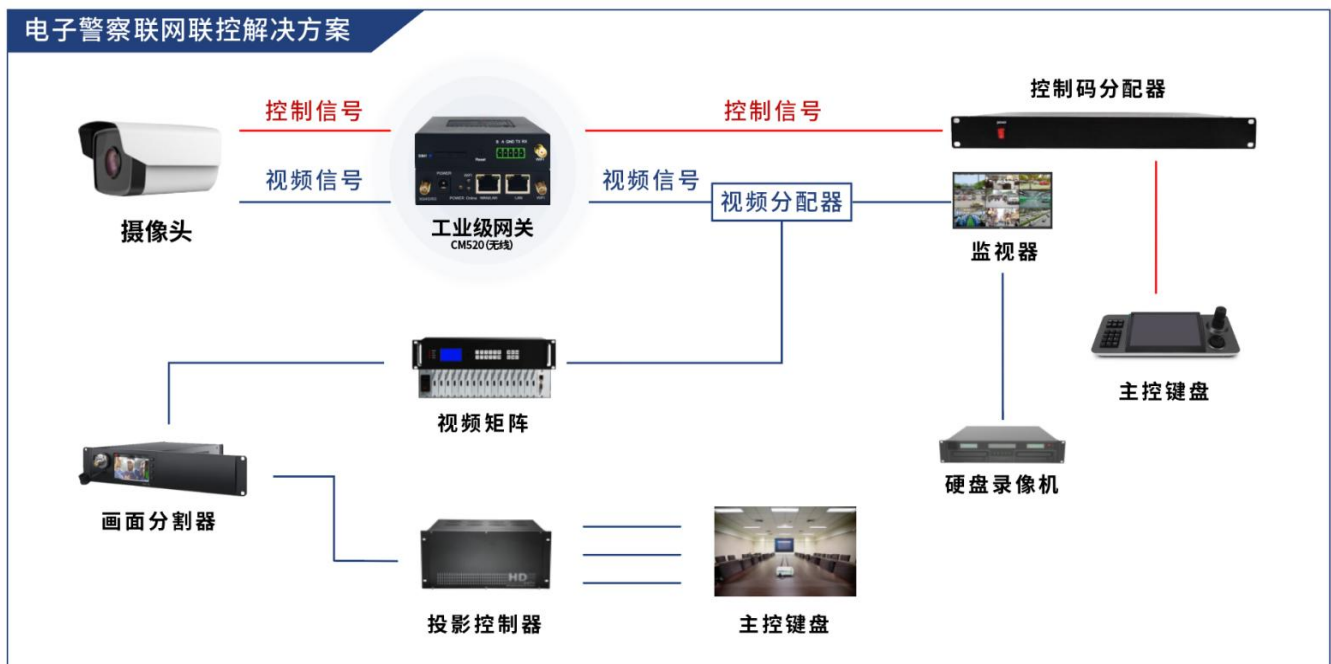 电子警察联网联控解决方案
控制信号
控制信号
控制码分配器
视频信号
视频信号
视频分配器
摄像头
工业级网关
CM520(无线)
监视器
主控键盘
视频矩阵
硬盘录像机
画面分割器
HD
投影控制器
主控键盘
Reset
POWER
LAN